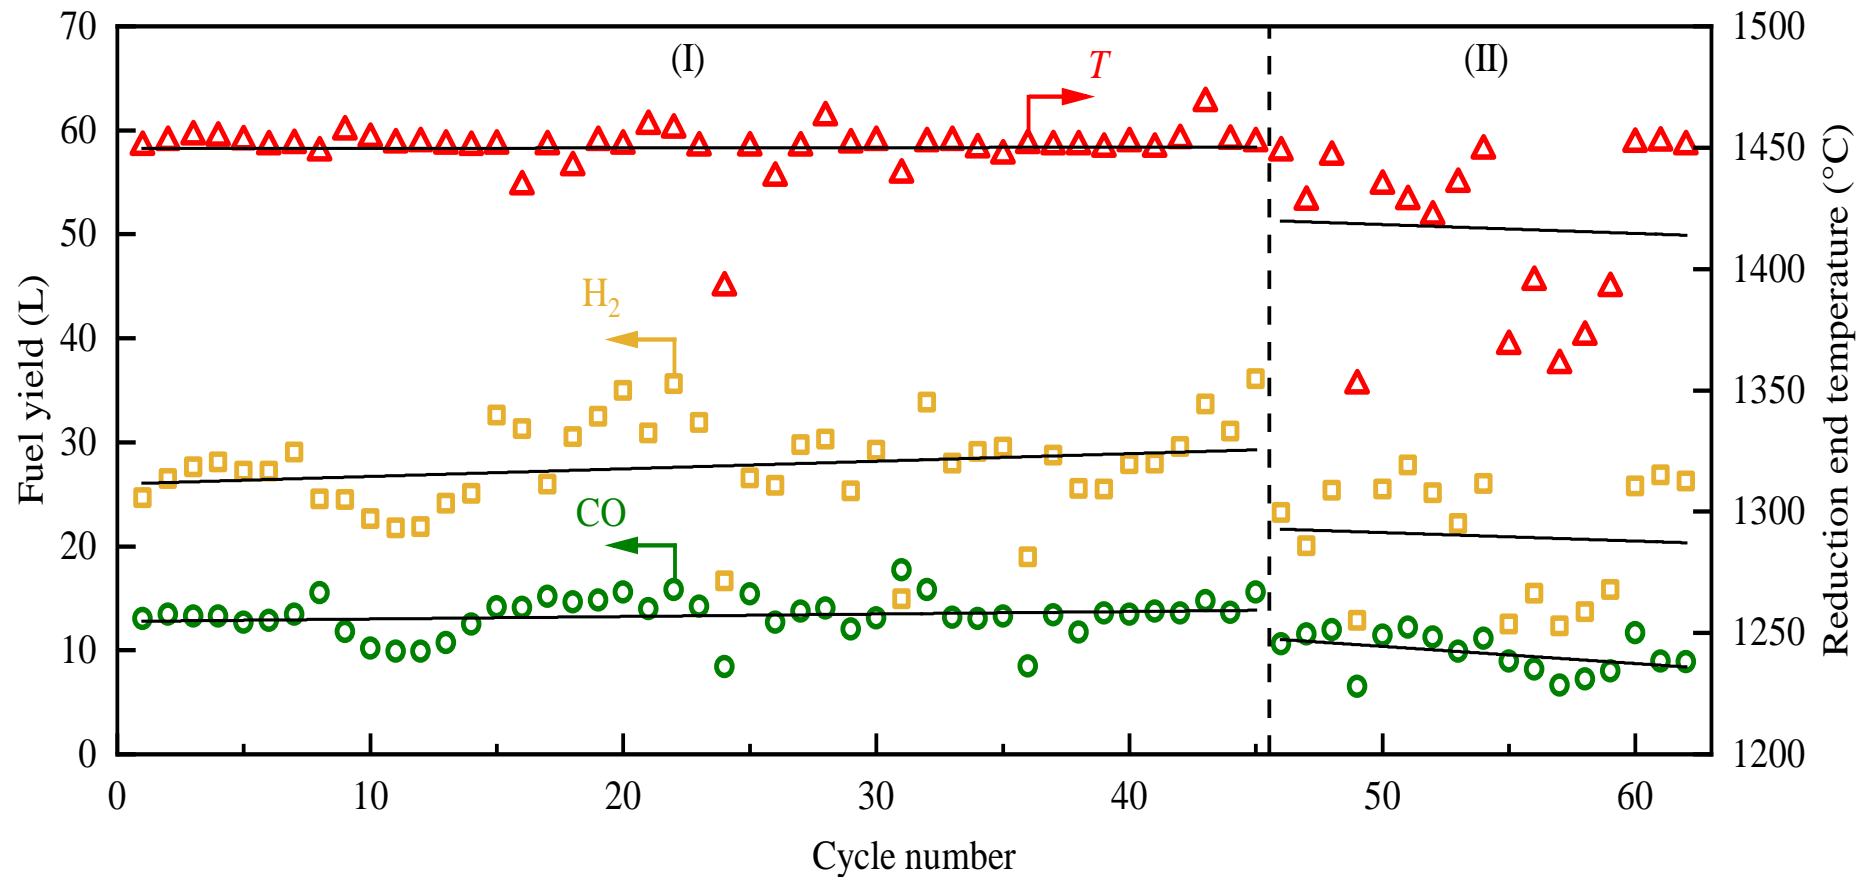 (I)
(II)
T
H₂
CO
70
60
50
40
30
20
10
0
Fuel yield (L)
1500
1450
1400
1350
1300
1250
1200
Reduction end temperature (°C)
0 10 20 30 40 50 60
Cycle number